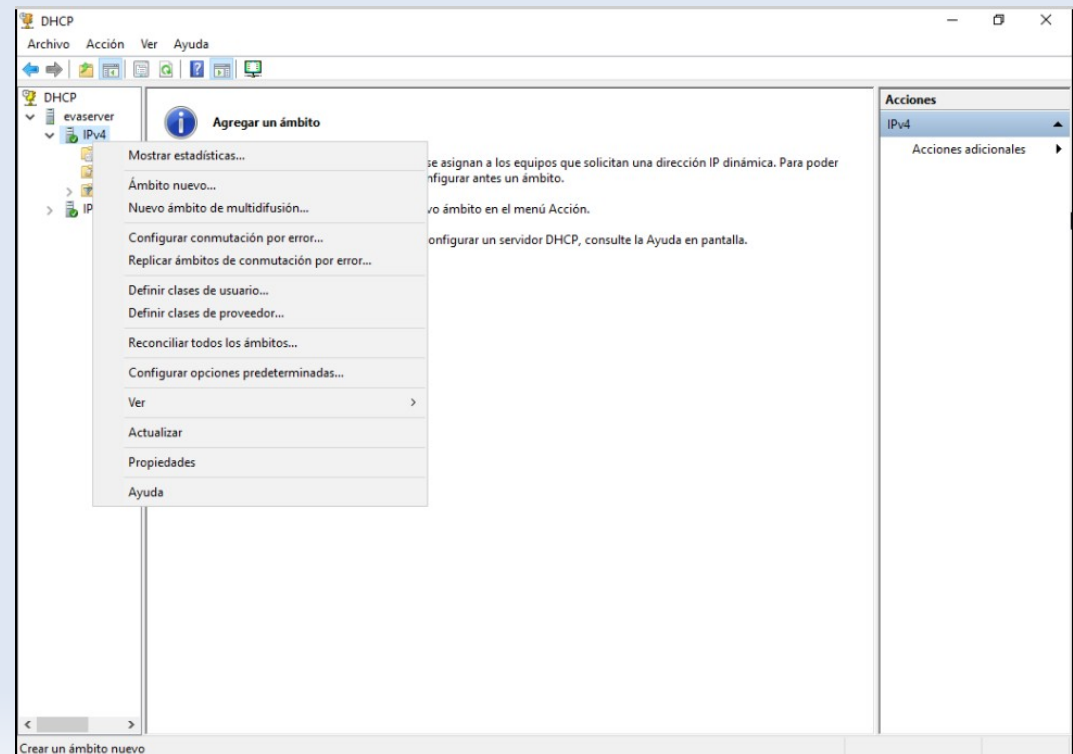 DHCP
Archivo Acción Ver Ayuda
DHCP
evaserver
IPv4
IP
Mostrar estadísticas...
Ámbito nuevo...
Nuevo ámbito de multidifusión...
Configurar conmutación por error...
Replicar ámbitos de conmutación por error...
Definir clases de usuario...
Definir clases de proveedor...
Reconciliar todos los ámbitos...
Configurar opciones predeterminadas...
Ver
Actualizar
Propiedades
Ayuda
Agregar un ámbito
se asignan a los equipos que solicitan una dirección IP dinámica. Para poder
nfigurar antes un ámbito.
vo ámbito en el menú Acción.
onfigurar un servidor DHCP, consulte la Ayuda en pantalla.
Acciones
IPv4
Acciones adicionales
Crear un ámbito nuevo